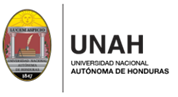 1847
UNAH
UNIVERSIDAD NACIONAL
AUTÓNOMA DE HONDURAS